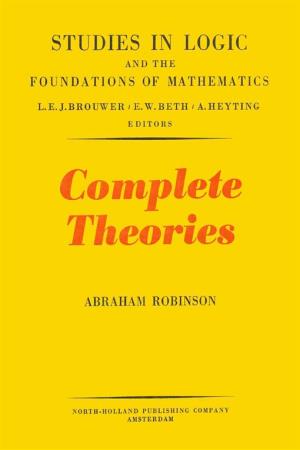 STUDIES IN LOGIC
AND THE
FOUNDATIONS OF MATHEMATICS
L.E.J. BROUWER / E.W. BETH / A. HEYTING
EDITORS
Complete
Theories
ABRAHAM ROBINSON
NORTH-HOLLAND PUBLISHING COMPANY
AMSTERDAM